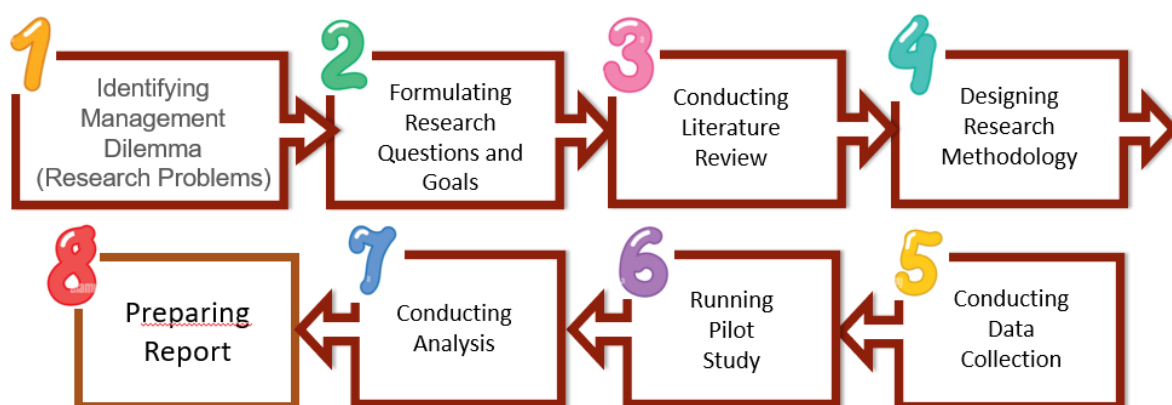 1
Identifying
Management
Dilemma
(Research Problems)
2
Formulating
Research
Questions and
Goals
3
Conducting
Literature
Review
4
Designing
Research
Methodology
5
Conducting
Data
Collection
6
Running
Pilot
Study
7
Conducting
Analysis
8
Preparing
Report